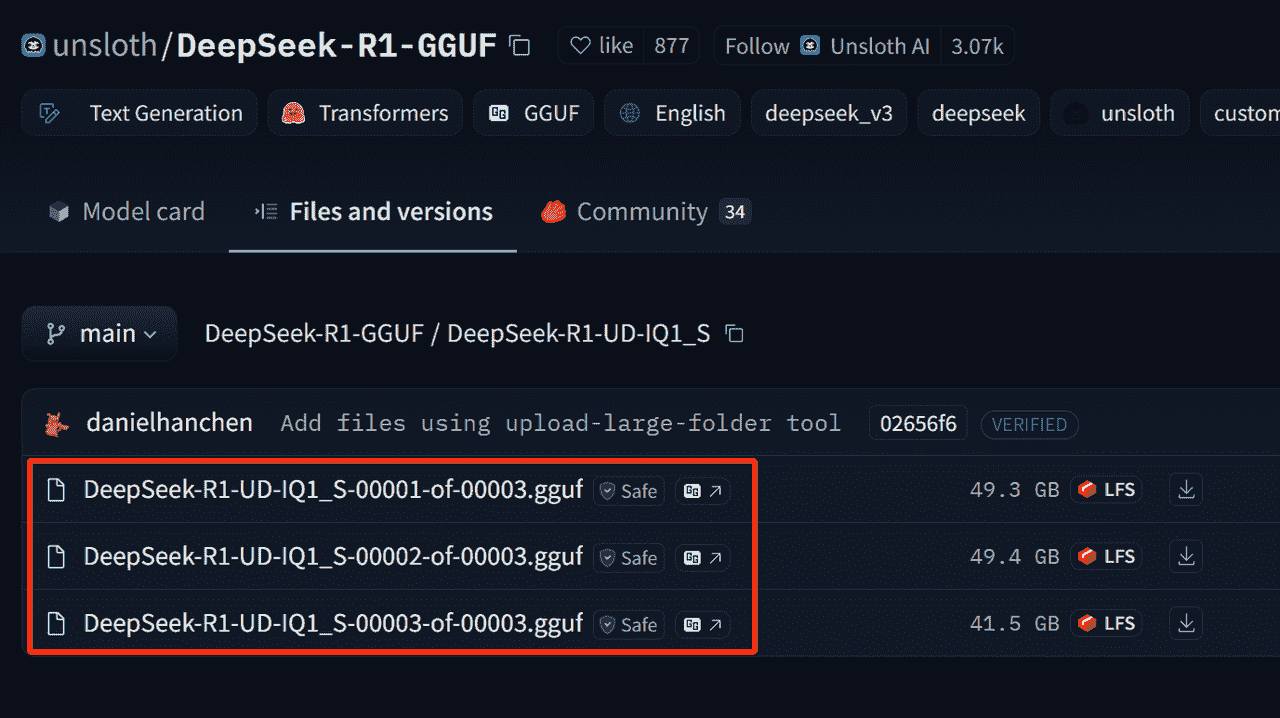 unsloth/DeepSeek-R1-GGUF like 877 Follow Unsloth AI 3.07k
Text Generation Transformers GGUF English deepseek_v3 deepseek unsloth custom
Model card Files and versions Community 34
main DeepSeek-R1-GGUF / DeepSeek-R1-UD-IQ1_S
danielhanchen Add files using upload-large-folder tool 02656f6 VERIFIED
DeepSeek-R1-UD-IQ1_S-00001-of-00003.gguf Safe 49.3 GB LFS
DeepSeek-R1-UD-IQ1_S-00002-of-00003.gguf Safe 49.4 GB LFS
DeepSeek-R1-UD-IQ1_S-00003-of-00003.gguf Safe 41.5 GB LFS